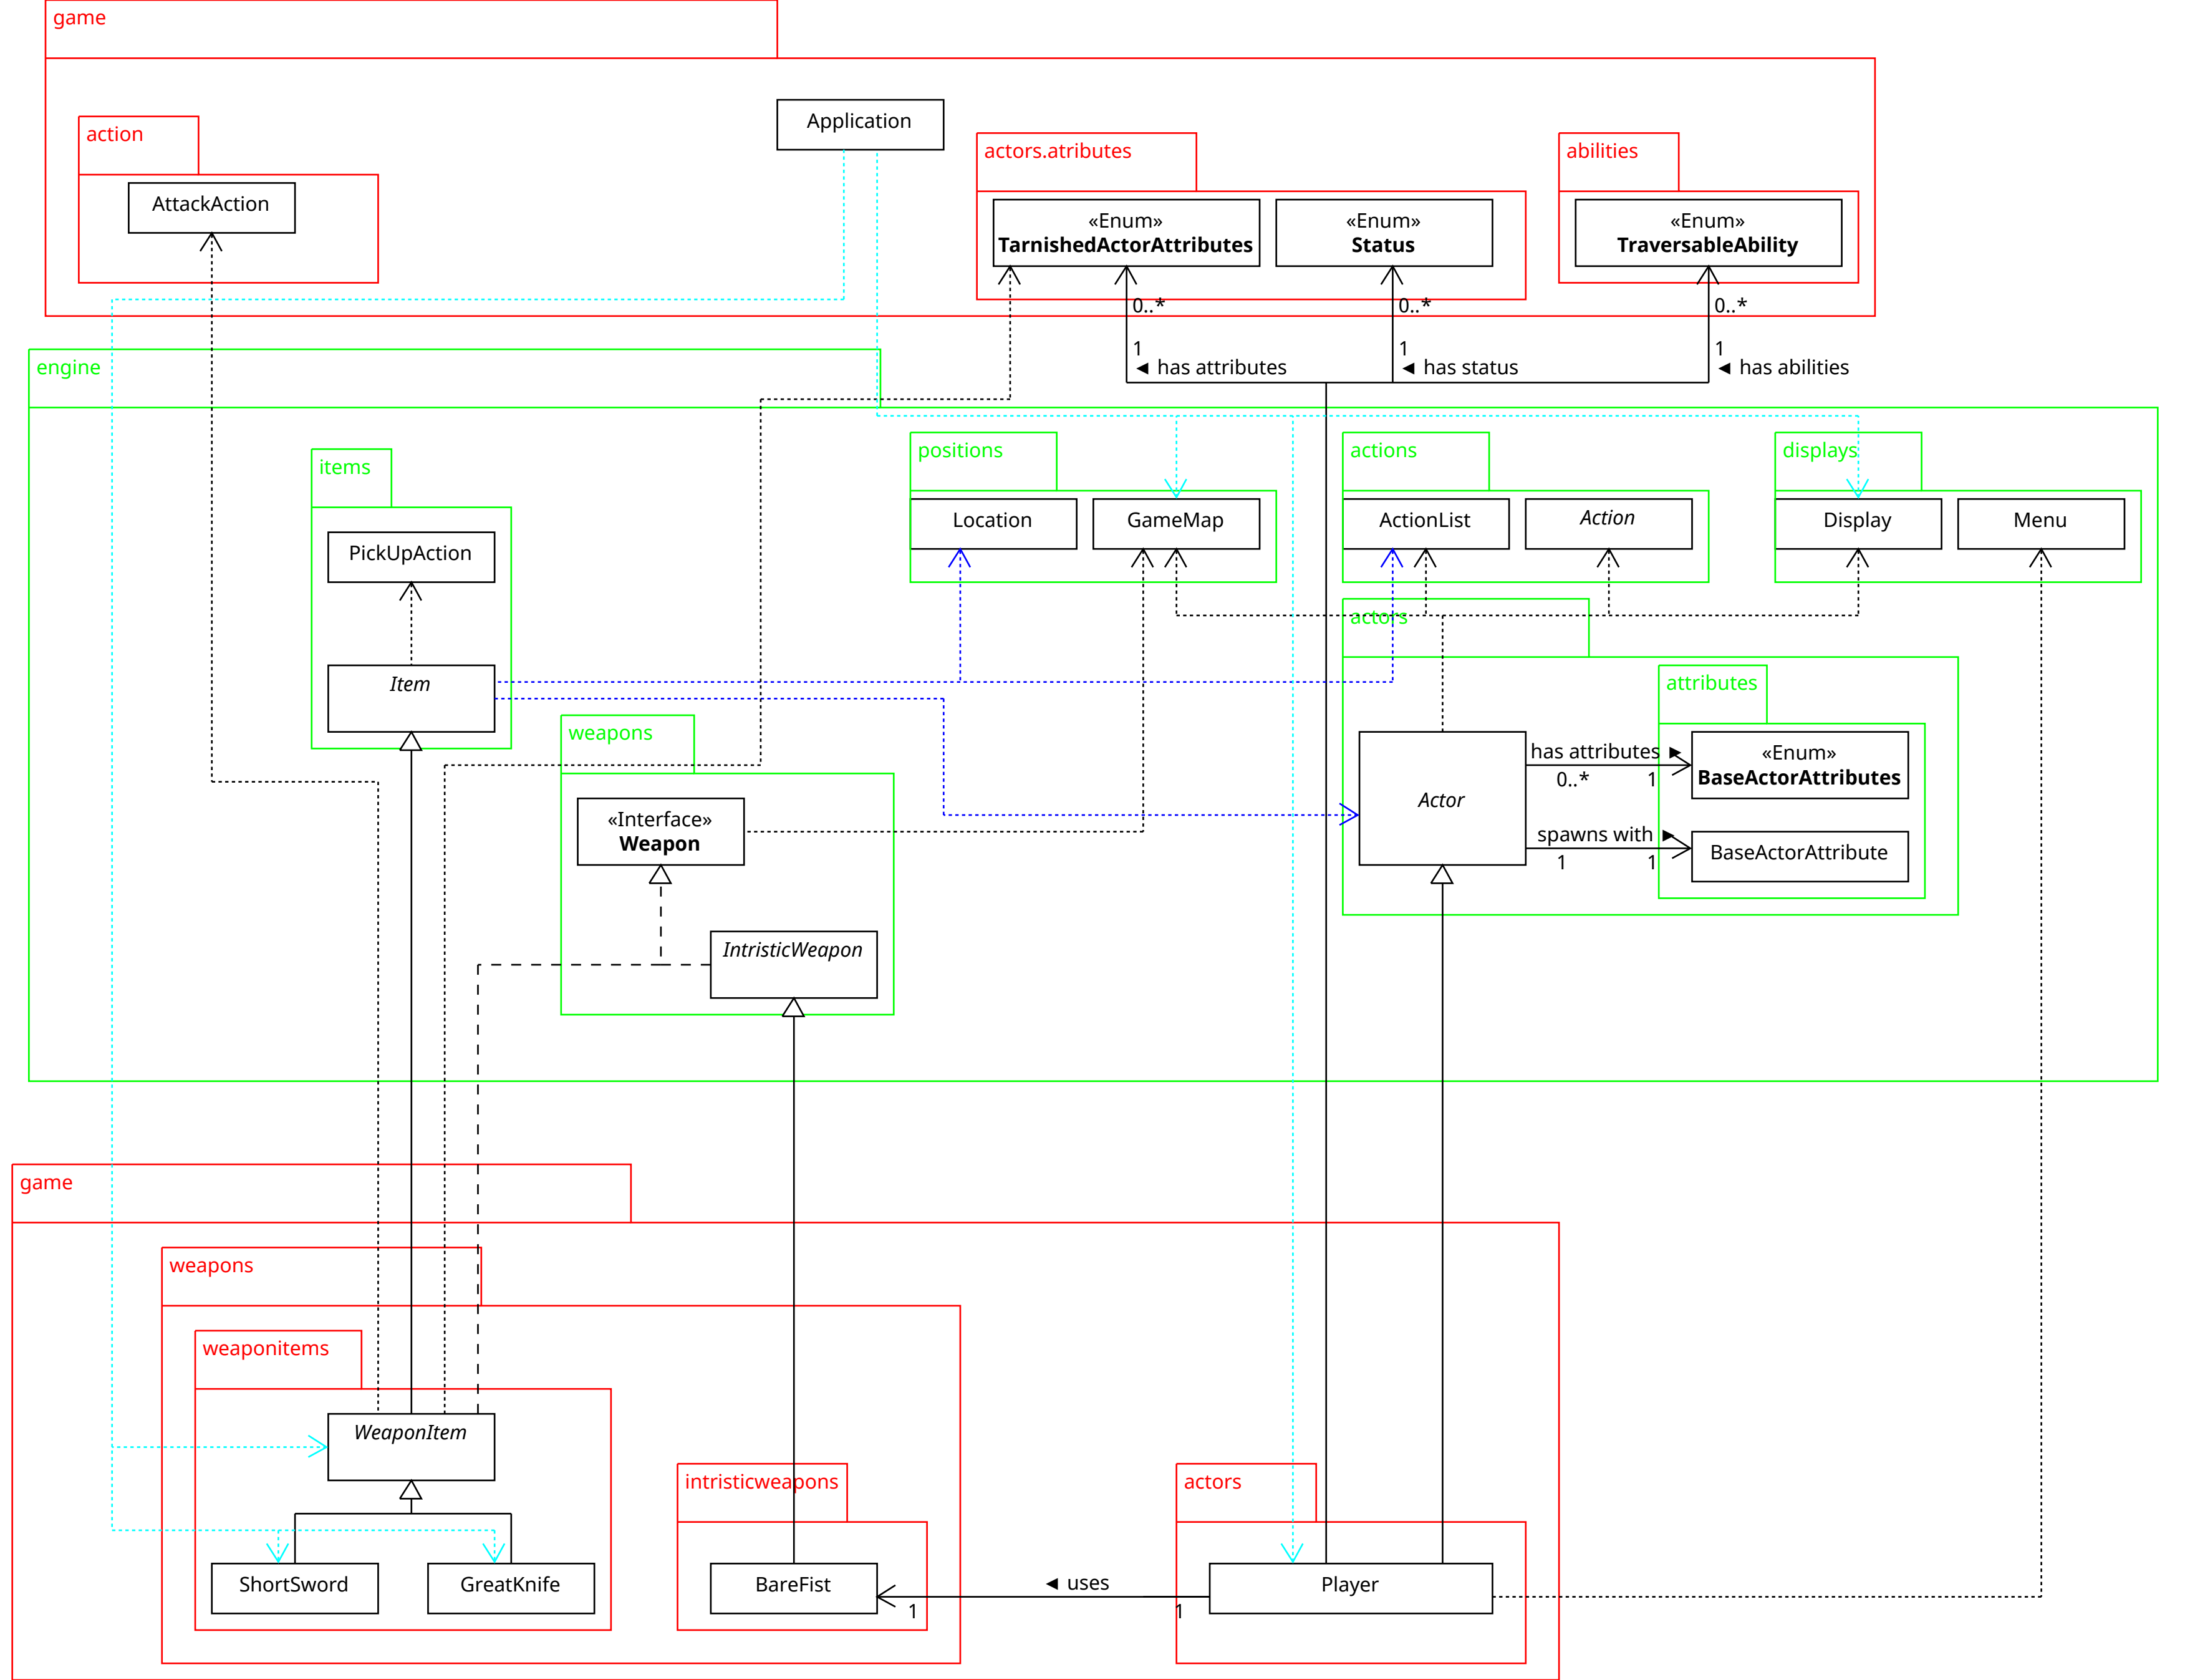 game
Application
action
actors.atributes
abilities
AttackAction
«Enum»
TarnishedActorAttributes
«Enum»
Status
«Enum»
TraversableAbility
0..*
0..*
0..*
1
1
1
◄ has attributes
◄ has status
◄ has abilities
engine
items
positions
actions
displays
PickUpAction
Location
GameMap
ActionList
Action
Display
Menu
actors
Item
attributes
weapons
has attributes ►
0..*
1
«Enum»
BaseActorAttributes
Actor
«Interface»
Weapon
spawns with ►
1
1
BaseActorAttribute
IntristicWeapon
game
weapons
weaponitems
WeaponItem
intristicweapons
actors
ShortSword
GreatKnife
BareFist
◄ uses
1
1
Player